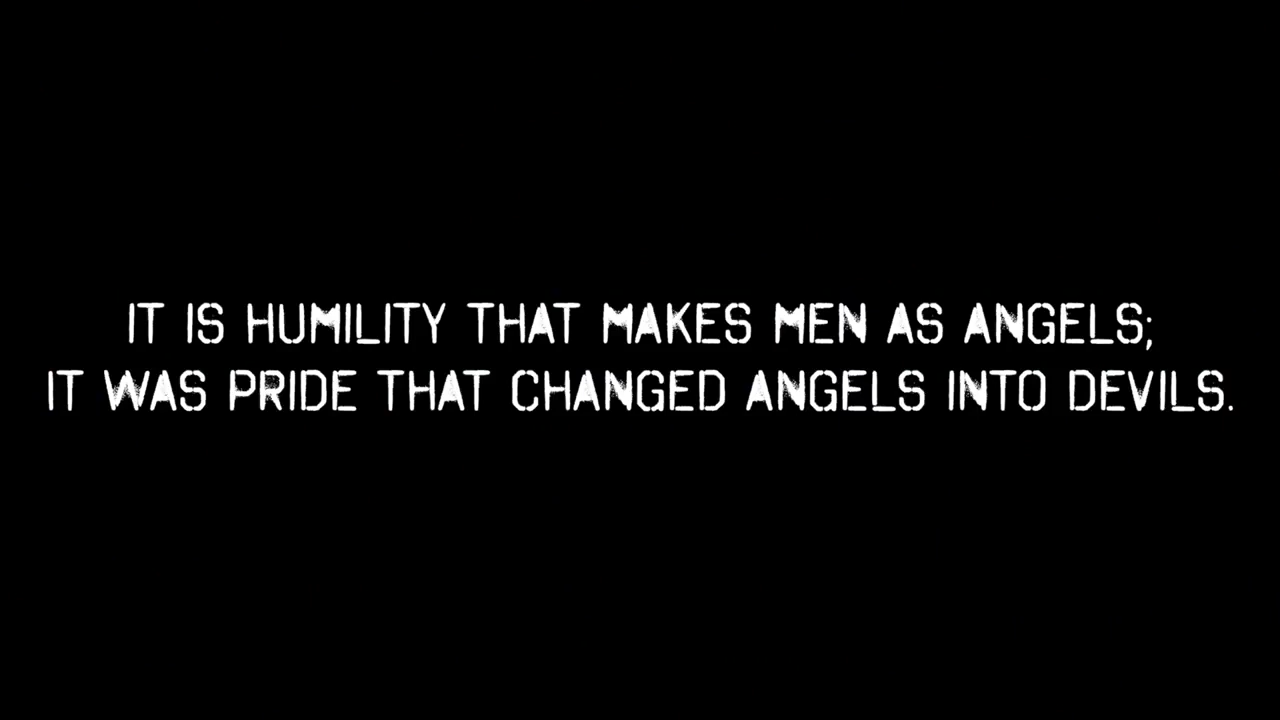 IT IS HUMILITY THAT MAKES MEN AS ANGELS;
IT WAS PRIDE THAT CHANGED ANGELS INTO DEVILS.